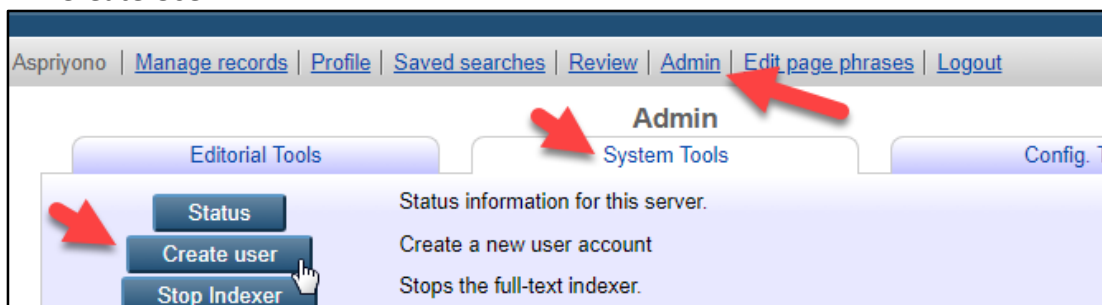 Aspriyono | Manage records | Profile | Saved searches | Review | Admin | Edit page phrases | Logout
Admin
Editorial Tools System Tools Config.
Status Status information for this server.
Create user Create a new user account
Stop Indexer Stops the full-text indexer.